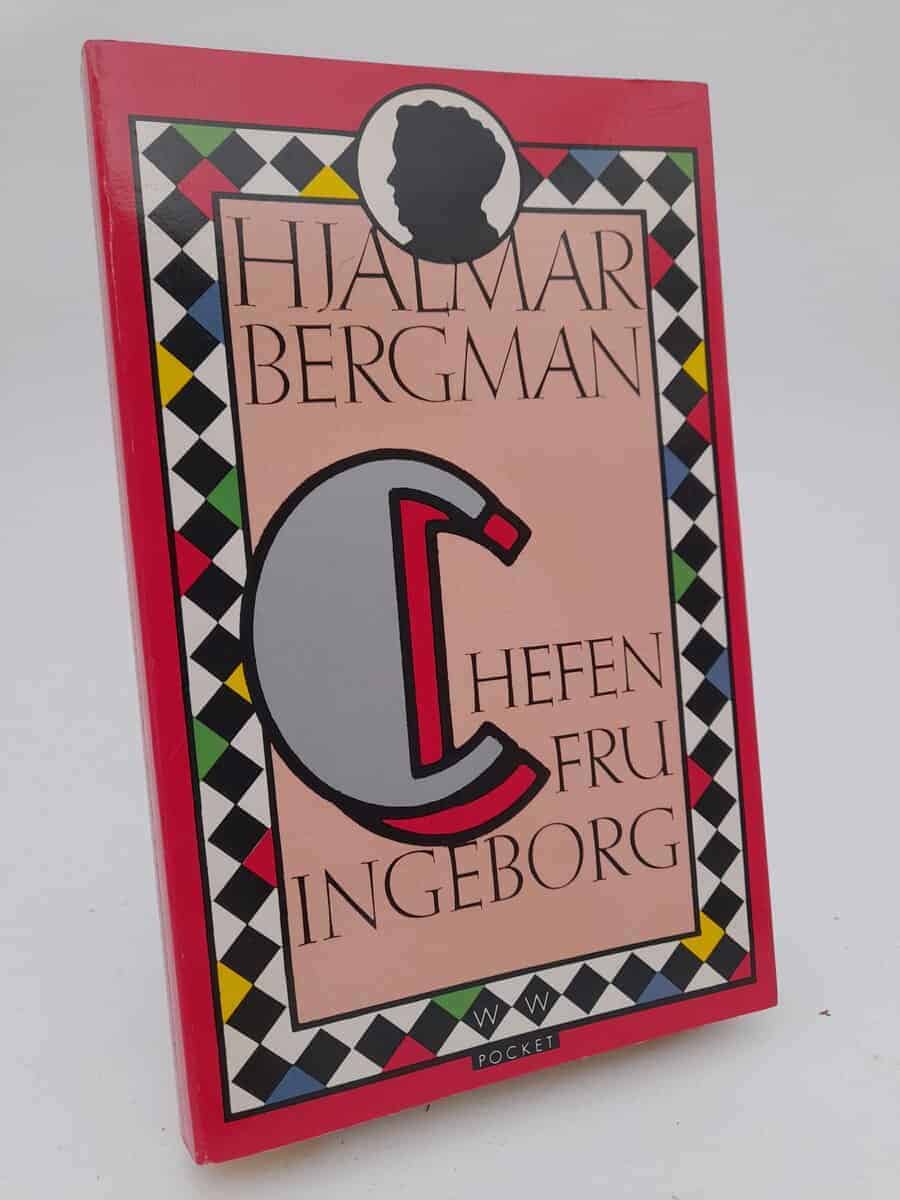 HJALMAR
BERGMAN
CHEFEN
FRU
INGEBORG
W W
POCKET